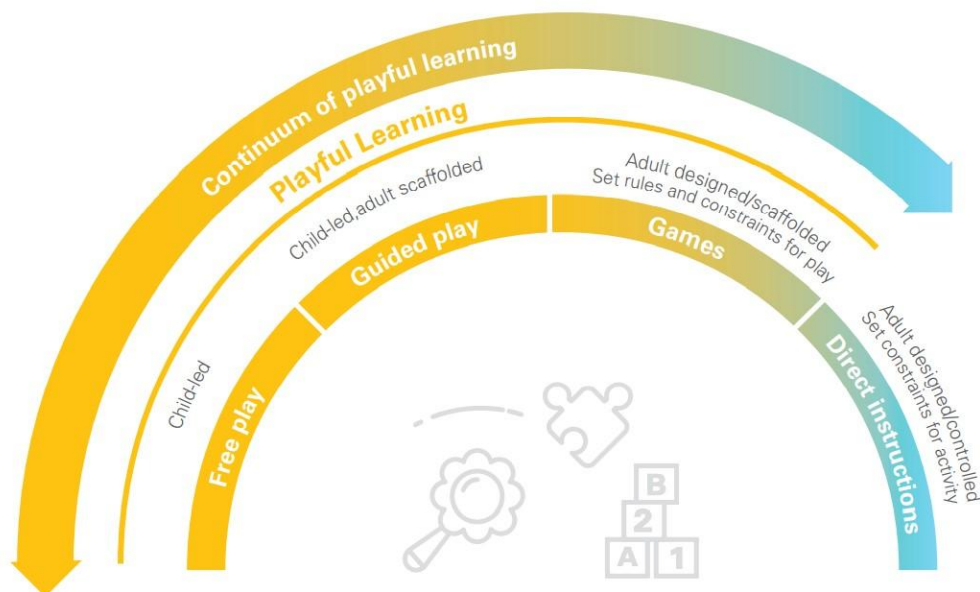 Continuum of playful learning
Playful Learning
Child-led
Child-led,adult scaffolded
Adult designed/scaffolded
Set rules and constraints for play
Adult designed/controlled
Set constraints for activity
Free play
Guided play
Games
Direct instructions
B
2
A 1